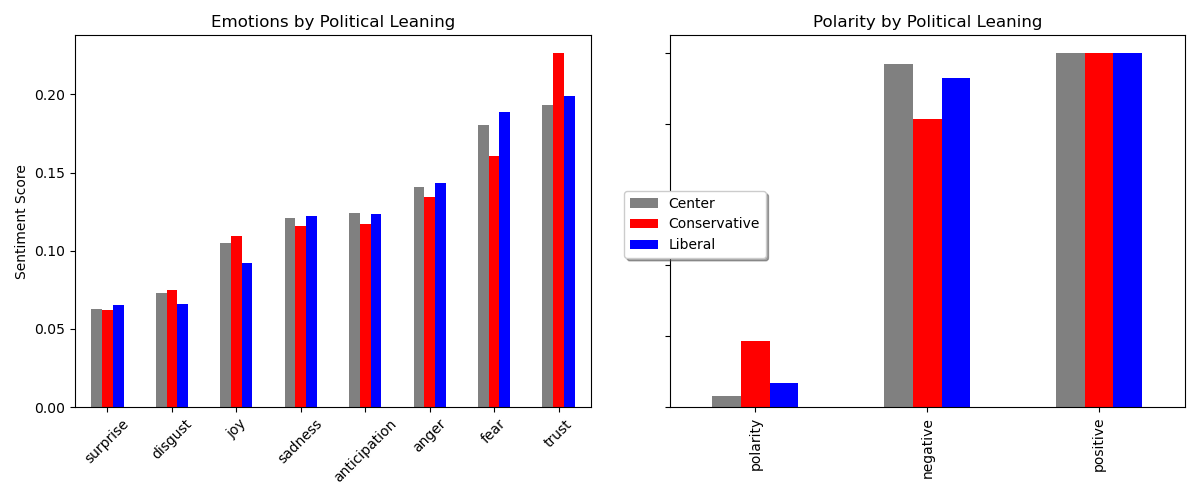 Emotions by Political Leaning
Sentiment Score
0.20
0.15
0.10
0.05
0.00
surprise
disgust
joy
sadness
anticipation
anger
fear
trust
Polarity by Political Leaning
Center
Conservative
Liberal
polarity
negative
positive